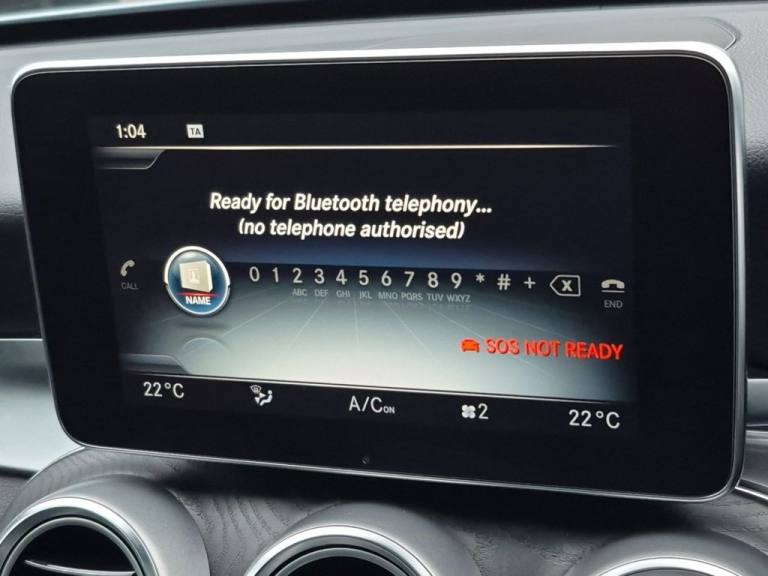 1:04 TA
Ready for Bluetooth telephony...
(no telephone authorised)
CALL NAME 0 1 2 3 4 5 6 7 8 9 * # + X END
ABC DEF GHI JKL MNO PQRS TUV WXYZ
SOS NOT READY
22°C A/C ON 2 22°C